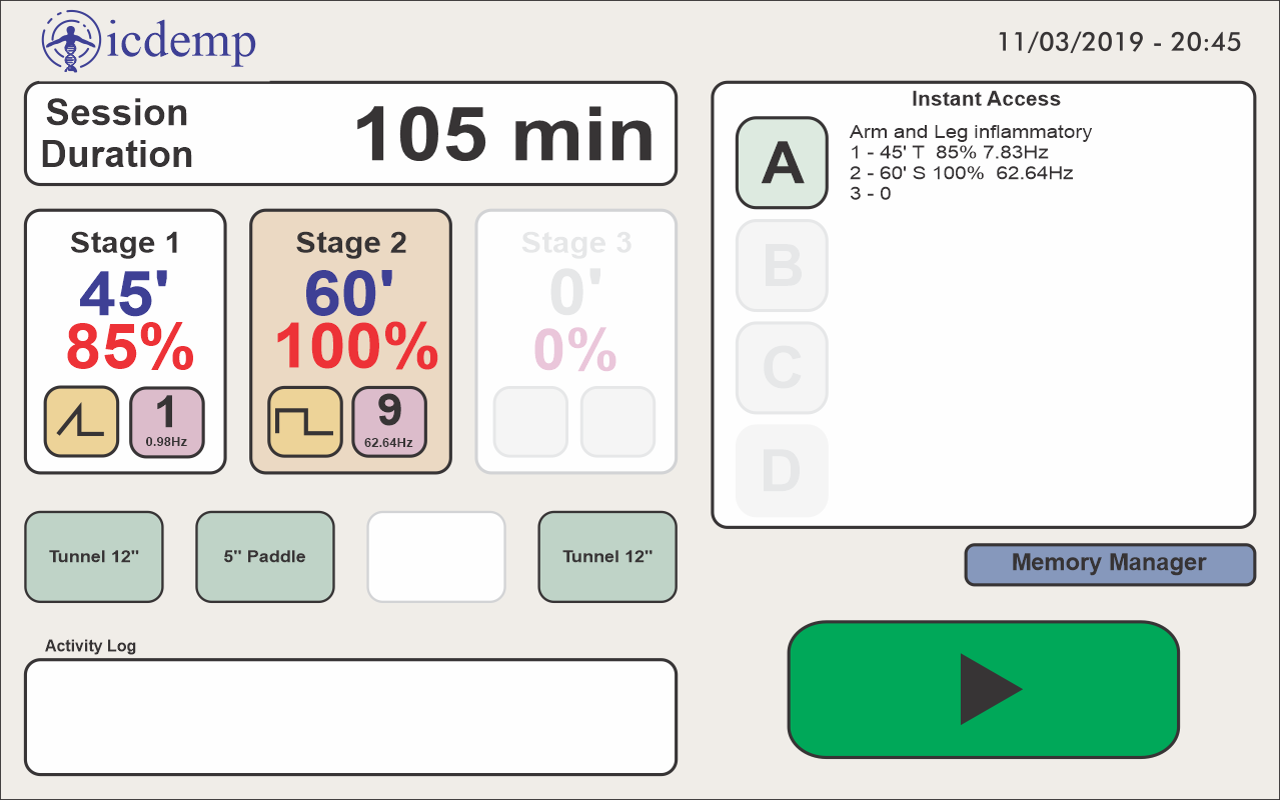 icdemp
11/03/2019 - 20:45
Session
Duration
105 min
Stage 1
45'
85%
1
0.98Hz
Stage 2
60'
100%
9
62.64Hz
Stage 3
0'
0%
Tunnel 12"
5" Paddle
Tunnel 12"
Activity Log
Instant Access
A
Arm and Leg inflammatory
1 - 45' T  85% 7.83Hz
2 - 60' S 100%  62.64Hz
3 - 0
B
C
D
Memory Manager